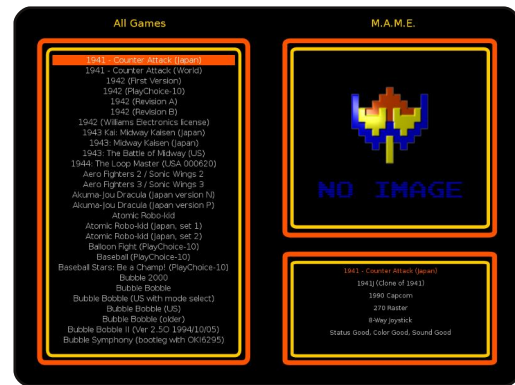 All Games
1941 - Counter Attack (Japan)
1941 - Counter Attack (World)
1942 (First Version)
1942 (PlayChoice-10)
1942 (Revision A)
1942 (Revision B)
1942 (Williams Electronics license)
1943 Kai: Midway Kaisen (Japan)
1943: Midway Kaisen (Japan)
1943: The Battle of Midway (US)
1944: The Loop Master (USA 000620)
Aero Fighters 2 / Sonic Wings 2
Aero Fighters 3 / Sonic Wings 3
Akuma-jou Dracula (Japan version N)
Akuma-jou Dracula (Japan version P)
Atomic Robo-kid
Atomic Robo-kid (Japan, set 1)
Atomic Robo-kid (Japan, set 2)
Balloon Fight (PlayChoice-10)
Baseball (PlayChoice-10)
Baseball Stars: Be a Champ! (PlayChoice-10)
Bubble 2000
Bubble Bobble
Bubble Bobble (US with mode select)
Bubble Bobble (US)
Bubble Bobble (older)
Bubble Bobble II (Ver 2.5O 1994/10/05)
Bubble Symphony (bootleg with OKI6295)
M.A.M.E.
NO IMAGE
1941 - Counter Attack (Japan)
1941J (Clone of 1941)
1990 Capcom
270 Raster
8-Way Joystick
Status Good, Color Good, Sound Good